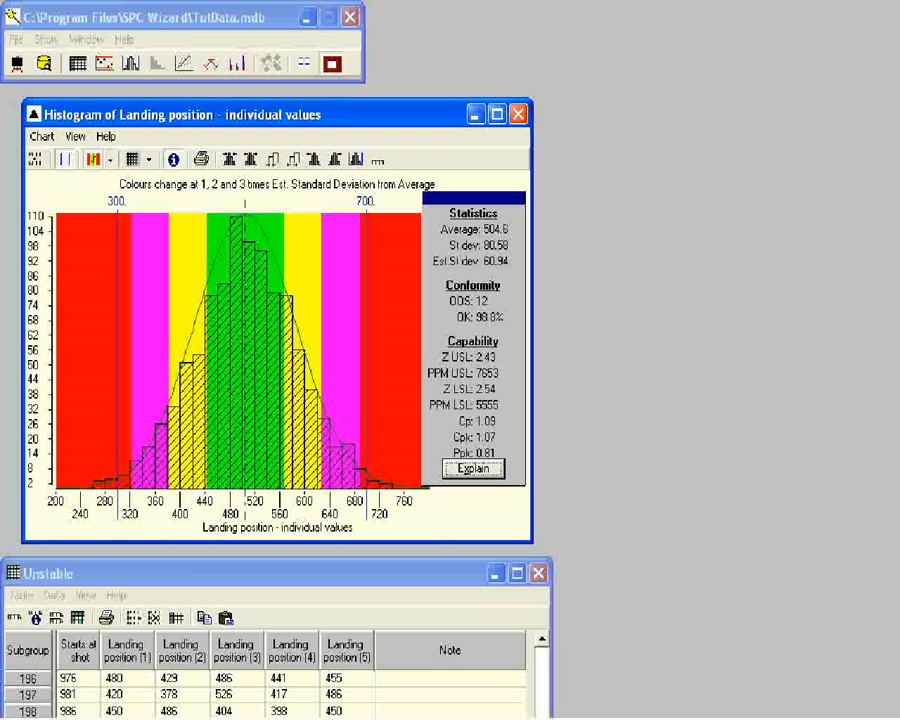 C:\Program Files\SPC Wizard\TutData.mdb
File Show Window Help
Histogram of Landing position - individual values
Chart View Help
Colours change at 1, 2 and 3 times Est. Standard Deviation from Average
300. 700.
110
104
98
92
86
80
74
68
62
56
50
44
38
32
26
20
14
8
2
200 280 360 440 520 600 680 760
240 320 400 480 560 640 720
Landing position - individual values
Statistics
Average: 504.6
St dev: 80.58
Est.St dev: 60.94
Conformity
OOS: 12
OK: 98.8%
Capability
Z USL: 2.43
PPM USL: 7653
Z LSL: 2.54
PPM LSL: 5555
Cp: 1.09
Cpk: 1.07
Ppk: 0.81
Explain
Unstable
Table Data View Help
Subgroup Starts at shot Landing position (1) Landing position (2) Landing position (3) Landing position (4) Landing position (5) Note
196 976 480 429 486 441 455
197 981 420 378 526 417 486
198 986 450 486 404 398 450